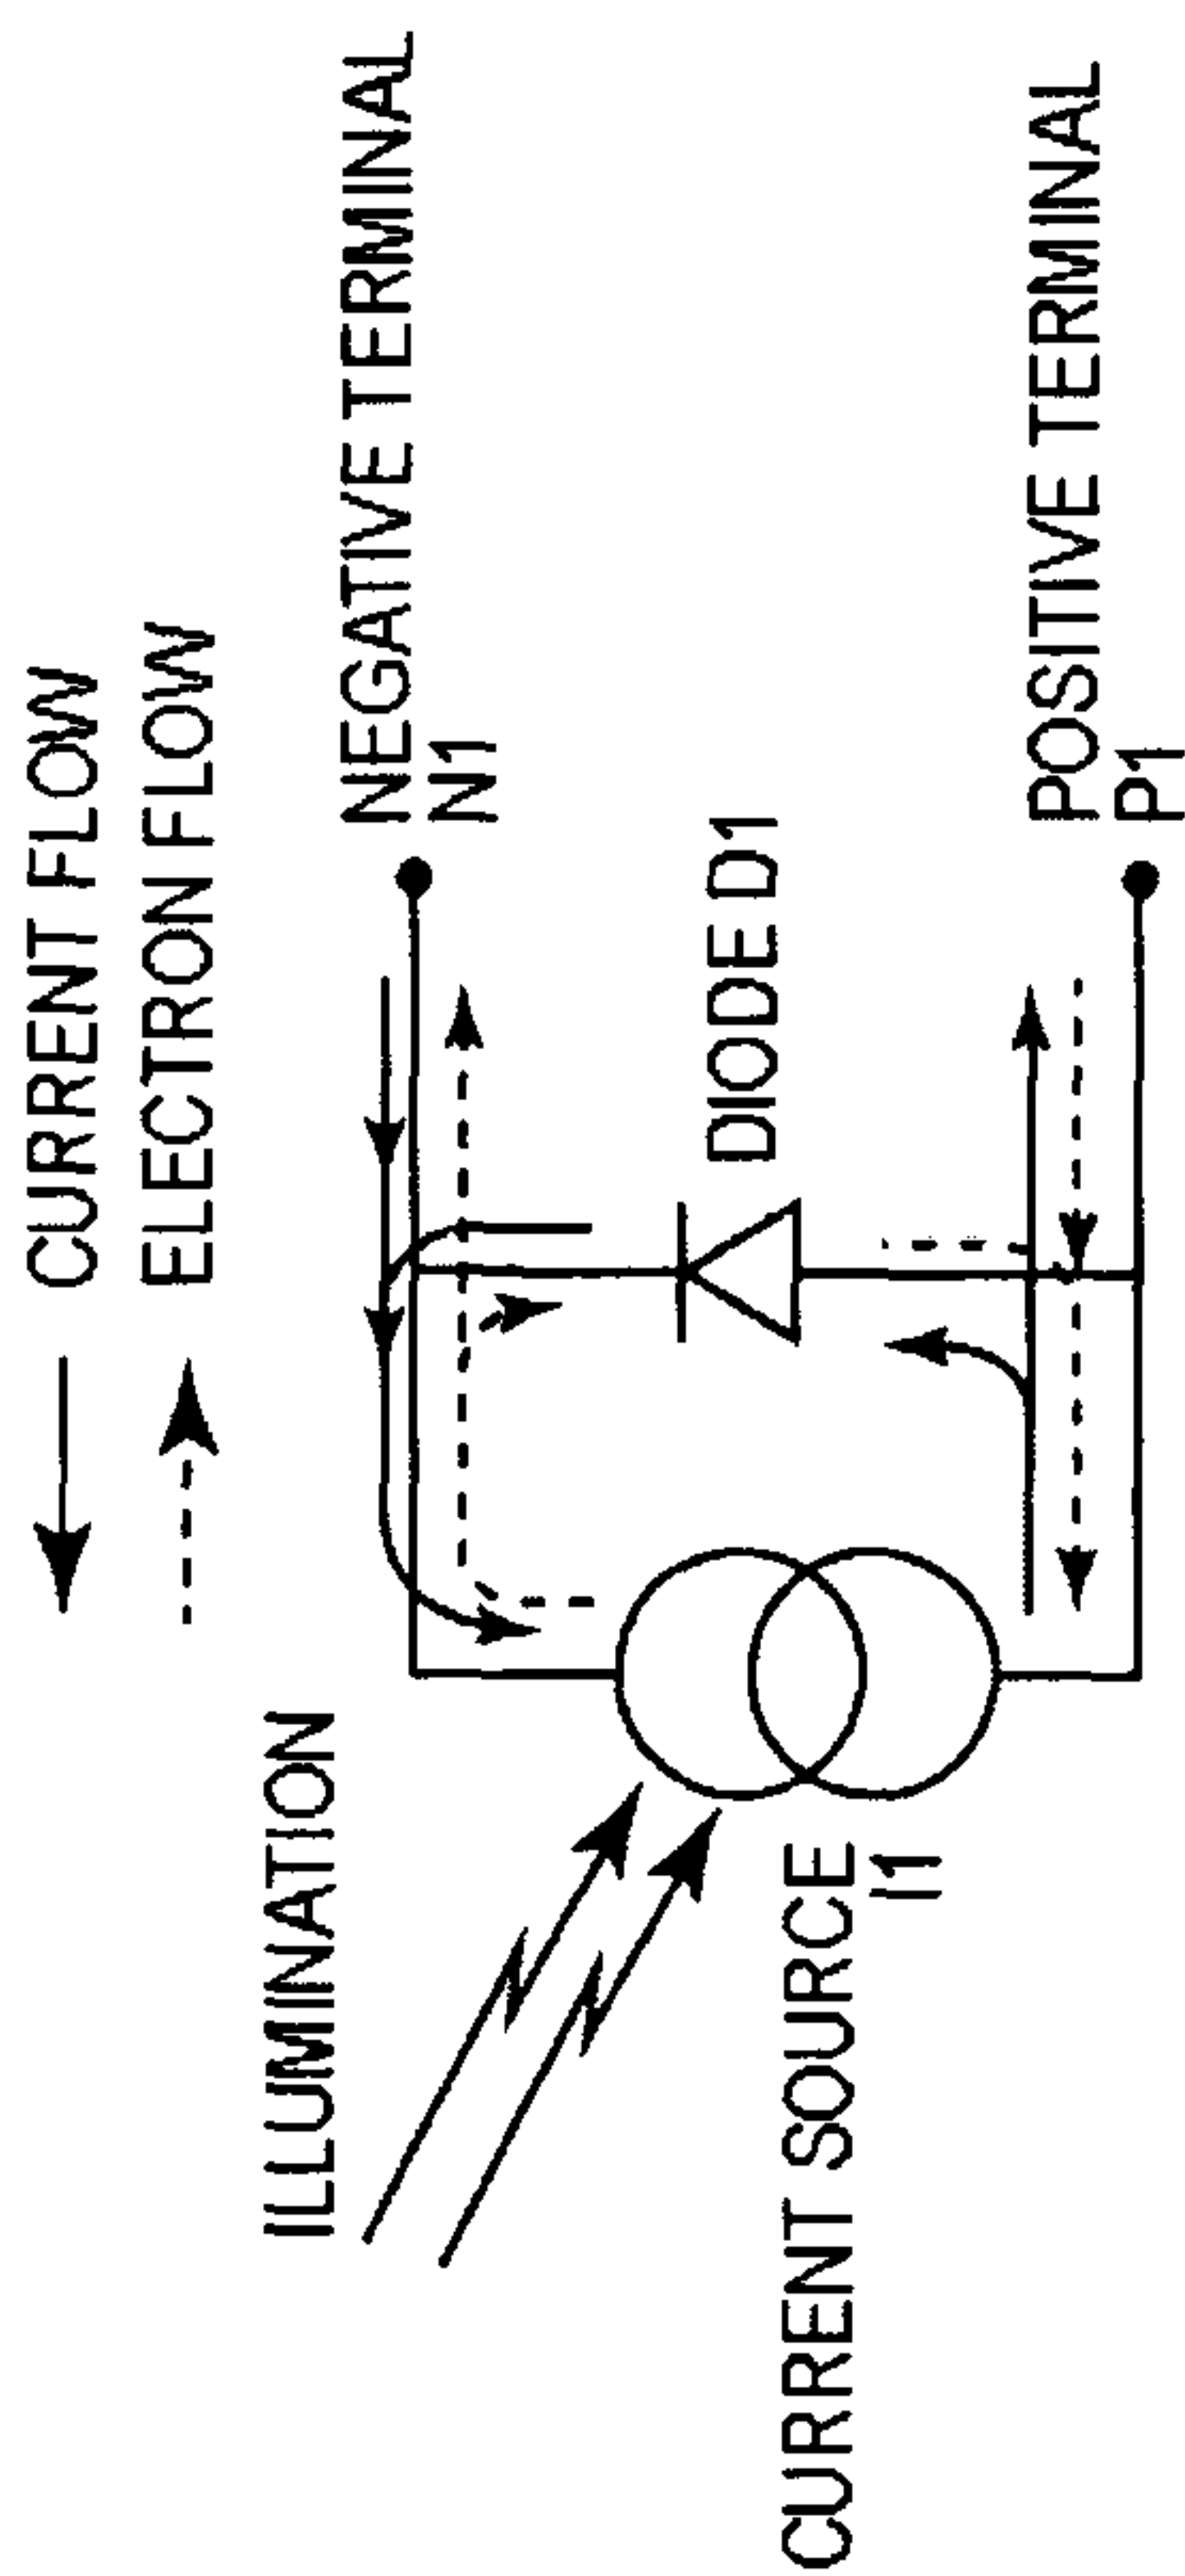 CURRENT FLOW
ELECTRON FLOW
ILLUMINATION
NEGATIVE TERMINAL
N1
DIODE D1
CURRENT SOURCE
I1
POSITIVE TERMINAL
P1